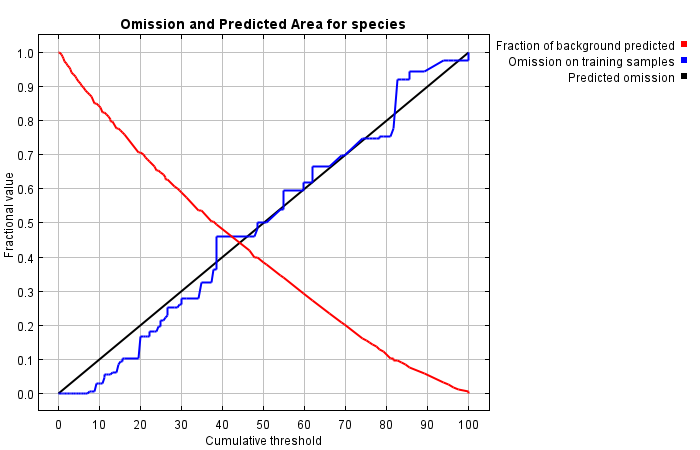 Omission and Predicted Area for species
Fraction of background predicted
Omission on training samples
Predicted omission
Fractional value
1.0
0.9
0.8
0.7
0.6
0.5
0.4
0.3
0.2
0.1
0.0
0 10 20 30 40 50 60 70 80 90 100
Cumulative threshold